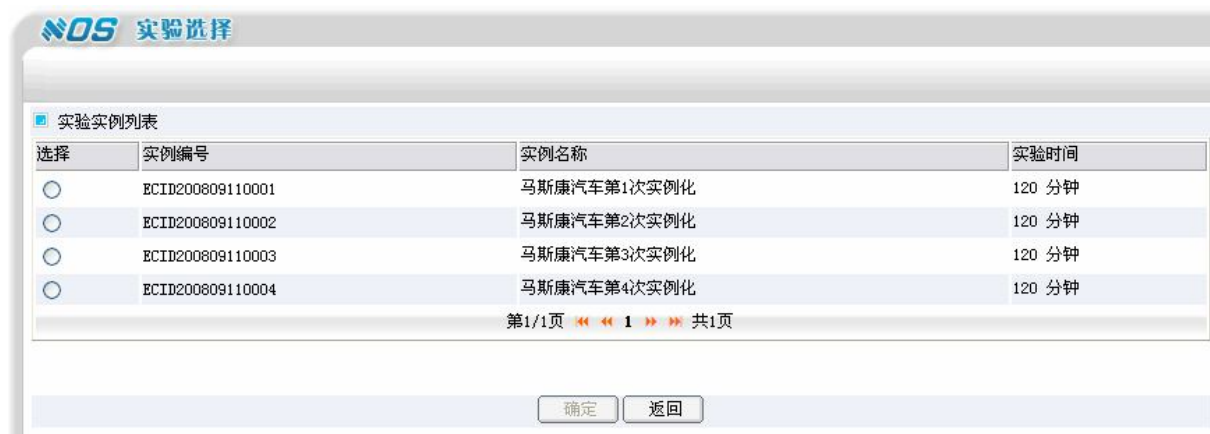 NOS 实验选择
实验实例列表
选择 实例编号 实例名称 实验时间
ECID200809110001 马斯康汽车第1次实例化 120 分钟
ECID200809110002 马斯康汽车第2次实例化 120 分钟
ECID200809110003 马斯康汽车第3次实例化 120 分钟
ECID200809110004 马斯康汽车第4次实例化 120 分钟
第1/1页 1 共1页
确定 返回